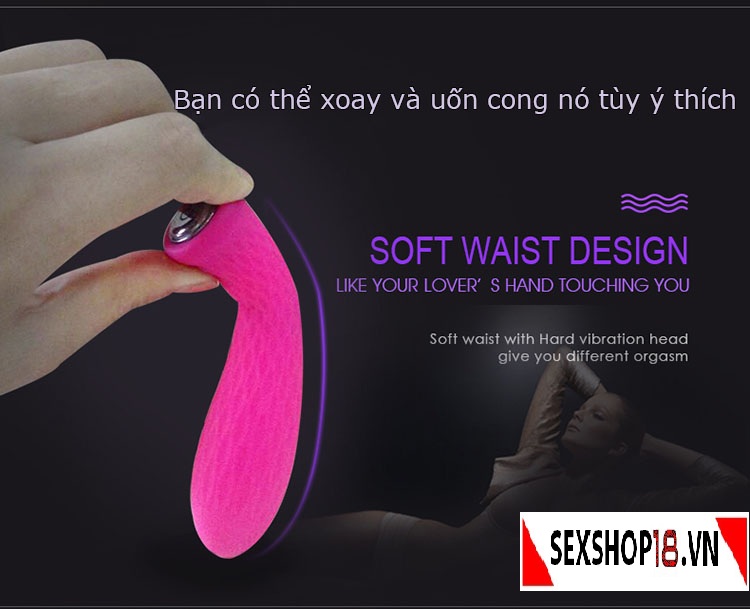 Bạn có thể xoay và uốn cong nó tùy ý thích
SOFT WAIST DESIGN
LIKE YOUR LOVER’ S HAND TOUCHING YOU
Soft waist with Hard vibration head
give you different orgasm
SEXSHOP18.VN